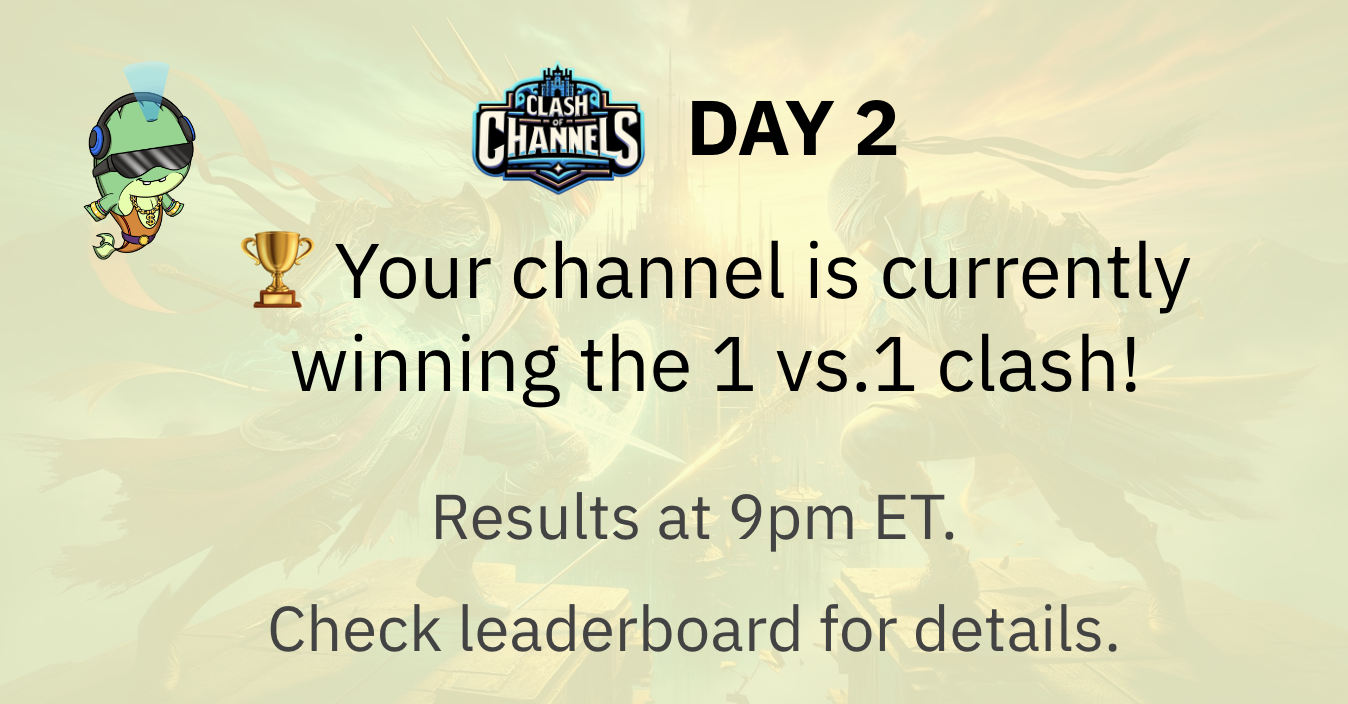 CLASH
OF
CHANNELS
DAY 2
🏆 Your channel is currently
winning the 1 vs.1 clash!
Results at 9pm ET.
Check leaderboard for details.